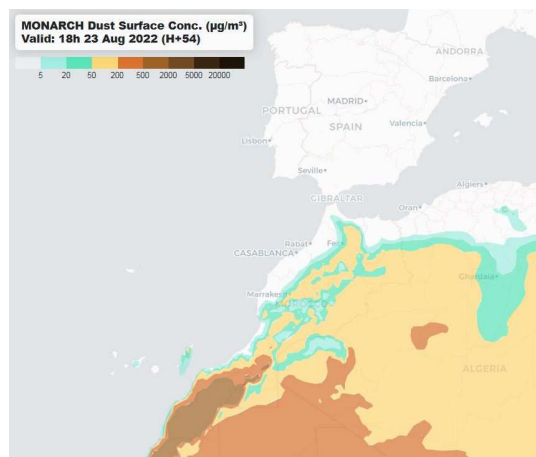 MONARCH Dust Surface Conc. (µg/m³)
Valid: 18h 23 Aug 2022 (H+54)
5 20 50 200 500 2000 5000 20000
ANDORRA
Barcelona
MADRID
PORTUGAL
SPAIN
Valencia
Lisbon
Seville
Algiers
GIBRALTAR
Oran
Rabat
Fes
CASABLANCA
Ghardaia
Marrakesh
ALGERIA